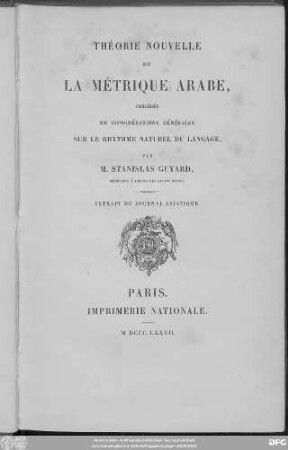 THÉORIE NOUVELLE
DE
LA MÉTRIQUE ARABE,
PRÉCÉDÉE
DE CONSIDÉRATIONS GÉNÉRALES
SUR LE RHYTHME NATUREL DU LANGAGE,
PAR
M. STANISLAS GUYARD,
EXTRAIT DU JOURNAL ASIATIQUE.
PARIS.
IMPRIMERIE NATIONALE.
M DCCC LXXVII.
DFG